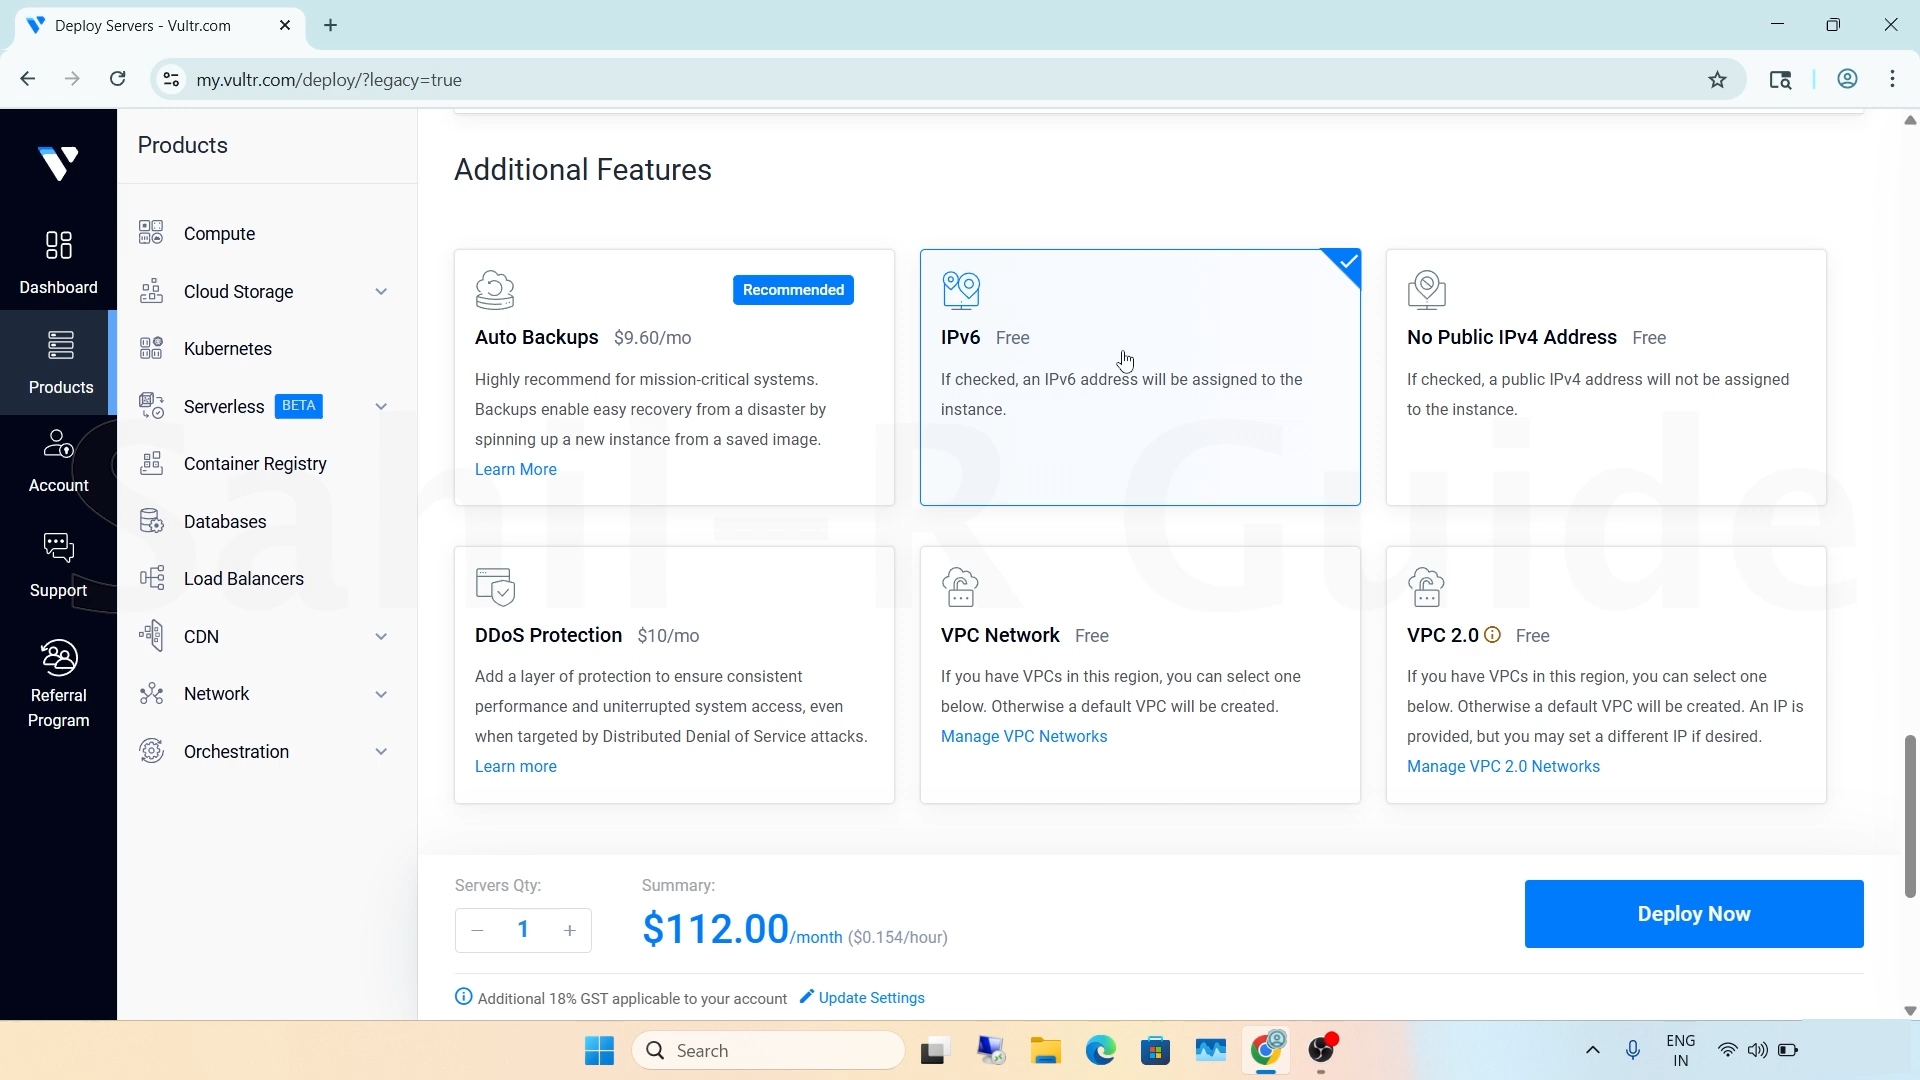 Deploy Servers - Vultr.com
my.vultr.com/deploy/?legacy=true
Products
Dashboard
Products
Account
Support
Referral
Program
Compute
Cloud Storage
Kubernetes
Serverless BETA
Container Registry
Databases
Load Balancers
CDN
Network
Orchestration
Additional Features
Recommended
Auto Backups $9.60/mo
Highly recommend for mission-critical systems.
Backups enable easy recovery from a disaster by
spinning up a new instance from a saved image.
Learn More
IPv6 Free
If checked, an IPv6 address will be assigned to the
instance.
No Public IPv4 Address Free
If checked, a public IPv4 address will not be assigned
to the instance.
DDoS Protection $10/mo
Add a layer of protection to ensure consistent
performance and uniterrupted system access, even
when targeted by Distributed Denial of Service attacks.
Learn more
VPC Network Free
If you have VPCs in this region, you can select one
below. Otherwise a default VPC will be created.
Manage VPC Networks
VPC 2.0 Free
If you have VPCs in this region, you can select one
below. Otherwise a default VPC will be created. An IP is
provided, but you may set a different IP if desired.
Manage VPC 2.0 Networks
Sahil-R Guide
Servers Qty:
1
Summary:
$112.00/month ($0.154/hour)
Deploy Now
Additional 18% GST applicable to your account Update Settings
Search
ENG
IN